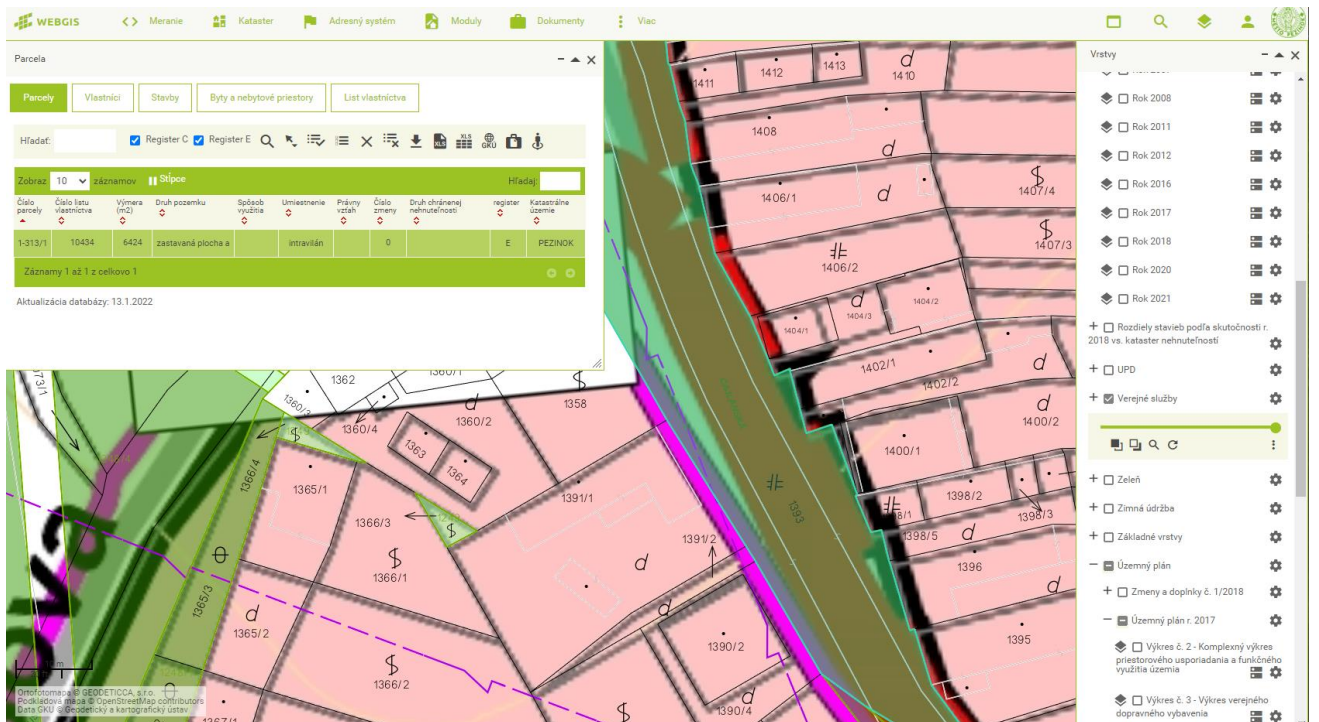 WEBGIS Meranie Kataster Adresný systém Moduly Dokumenty Viac
Parcela
Parcely Vlastníci Stavby Byty a nebytové priestory List vlastníctva
Hľadať: Register C Register E
Zobraz 10 záznamov Stĺpce Hľadaj:
Číslo parcely Číslo listu vlastníctva Výmera (m2) Druh pozemku Spôsob využitia Umiestnenie Právny vzťah Číslo zmeny Druh chránenej nehnuteľnosti register Katastrálne územie
1-313/1 10434 6424 zastavaná plocha a intravilán 0 E PEZINOK
Záznamy 1 až 1 z celkovo 1
Aktualizácia databázy: 13.1.2022
1411
1412
1413
1410
1408
1407/4
1406/1
1407/3
1406/2
1404/1
1404/3
1404/2
1402/1
1402/2
1400/2
1400/1
1398/2
1398/3
1398/5
1396
1395
1393
1362
1358
1360/2
1360/4
1363
1364
1365/1
1366/4
1366/3
1366/1
1391/1
1391/2
1365/3
1365/2
1366/2
1390/2
1390/4
Ortofotomapa © GEODETICCA, s.r.o.
Podkladová mapa © OpenStreetMap contributors
Data GKU © Geodetický a kartografický ústav
Vrstvy
Rok 2008
Rok 2011
Rok 2012
Rok 2016
Rok 2017
Rok 2018
Rok 2020
Rok 2021
Rozdiely stavieb podľa skutočnosti r.
2018 vs. kataster nehnuteľností
UPD
Verejné služby
Zeleň
Zimná údržba
Základné vrstvy
Územný plán
Zmeny a doplnky č. 1/2018
Územný plán r. 2017
Výkres č. 2 - Komplexný výkres
priestorového usporiadania a funkčného
využitia územia
Výkres č. 3 - Výkres verejného
dopravného vybavenia